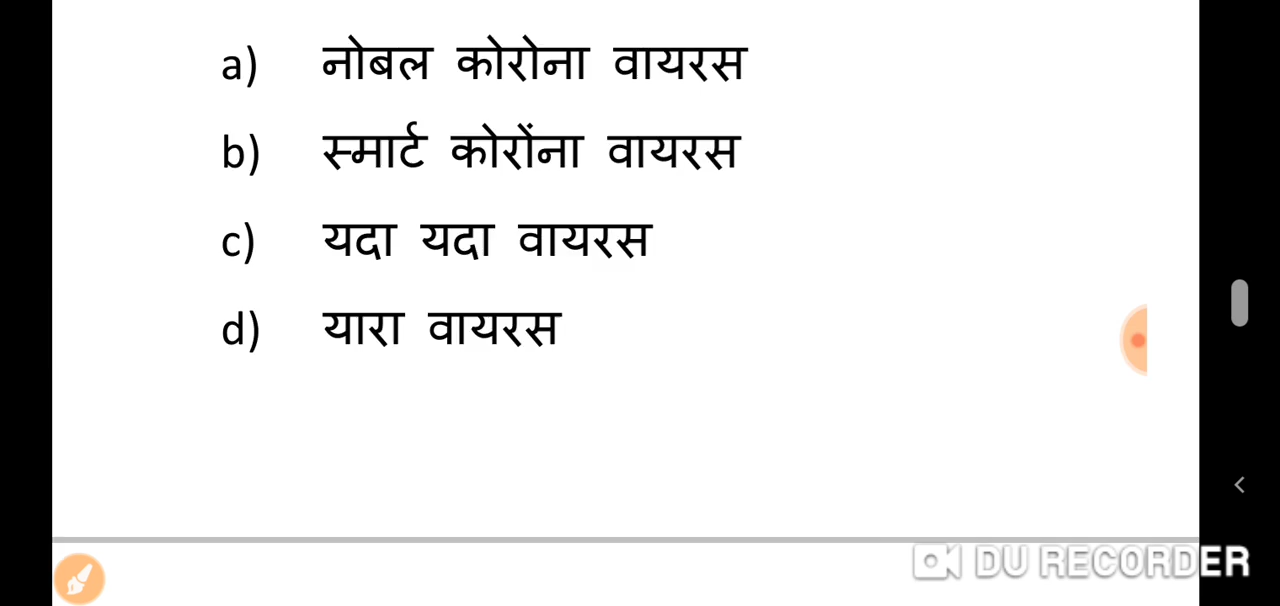 a) नोबल कोरोना वायरस
b) स्मार्ट कोरोंना वायरस
c) यदा यदा वायरस
d) यारा वायरस
DU RECORDER